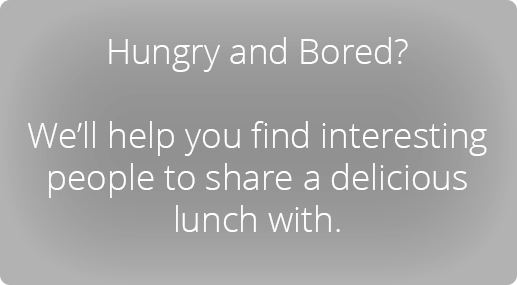 Hungry and Bored?
We’ll help you find interesting
people to share a delicious
lunch with.